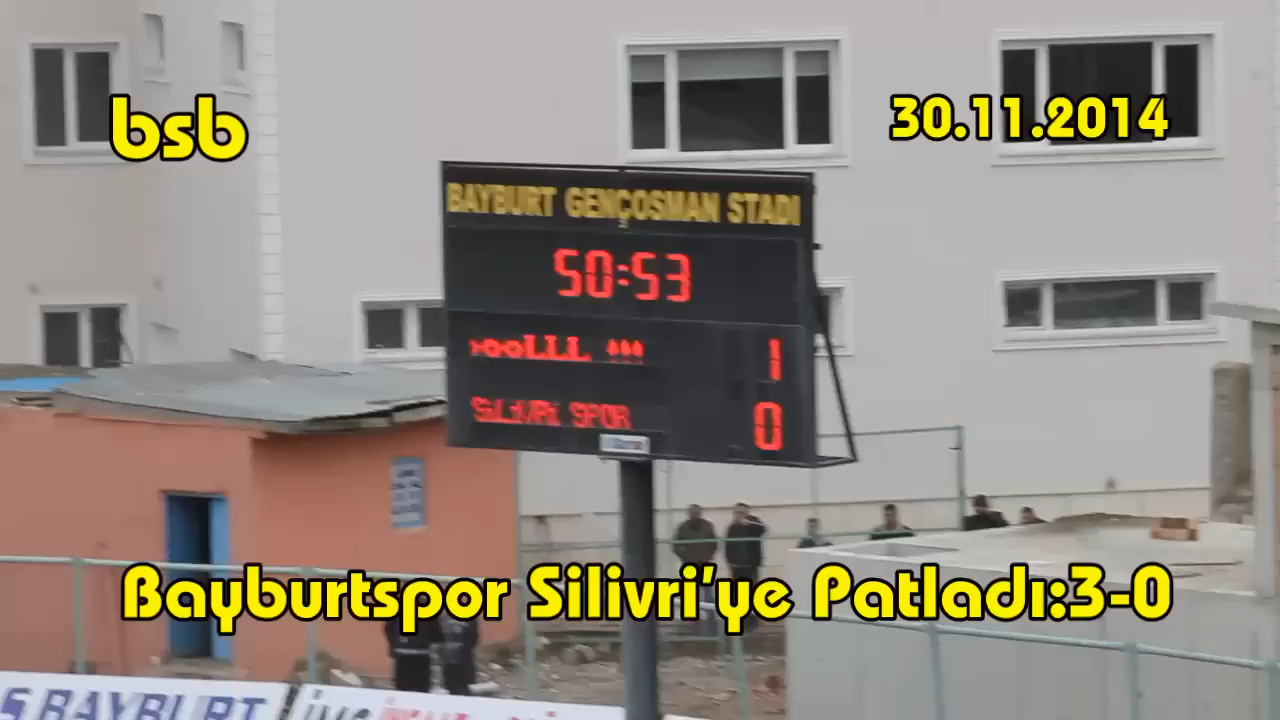 bsb
30.11.2014
BAYBURT GENÇOSMAN STADI
50:53
ooLLL 1
SiLiVRi SPOR 0
Bayburtspor Silivri'ye Patladı:3-0
BAYBURT